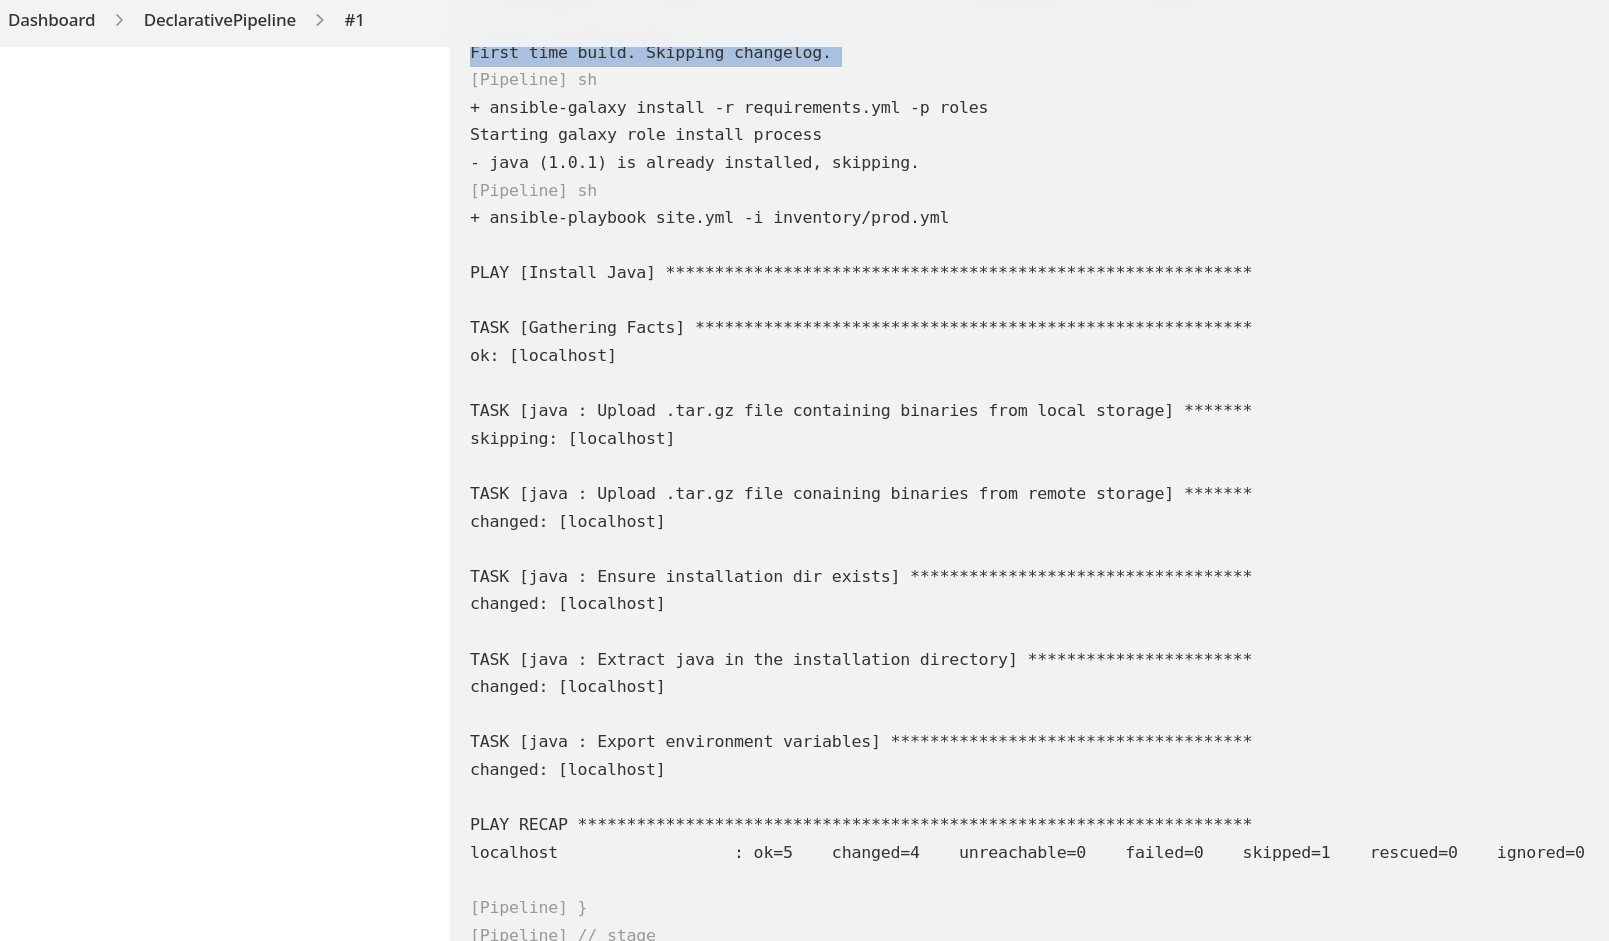 Dashboard > DeclarativePipeline > #1
First time build. Skipping changelog.
[Pipeline] sh
+ ansible-galaxy install -r requirements.yml -p roles
Starting galaxy role install process
- java (1.0.1) is already installed, skipping.
[Pipeline] sh
+ ansible-playbook site.yml -i inventory/prod.yml
PLAY [Install Java] ************************************************************
TASK [Gathering Facts] *********************************************************
ok: [localhost]
TASK [java : Upload .tar.gz file containing binaries from local storage] *******
skipping: [localhost]
TASK [java : Upload .tar.gz file conaining binaries from remote storage] *******
changed: [localhost]
TASK [java : Ensure installation dir exists] ***********************************
changed: [localhost]
TASK [java : Extract java in the installation directory] ***********************
changed: [localhost]
TASK [java : Export environment variables] *************************************
changed: [localhost]
PLAY RECAP *********************************************************************
localhost                  : ok=5    changed=4    unreachable=0    failed=0    skipped=1    rescued=0    ignored=0
[Pipeline] }
[Pipeline] // stage